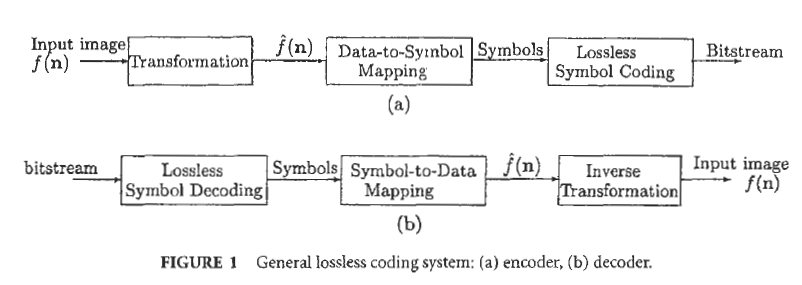 Input image
f(n)
Transformation
f̂(n)
Data-to-Symbol
Mapping
Symbols
Lossless
Symbol Coding
Bitstream
(a)
bitstream
Lossless
Symbol Decoding
Symbols
Symbol-to-Data
Mapping
f̂(n)
Inverse
Transformation
Input image
f(n)
(b)
FIGURE 1 General lossless coding system: (a) encoder, (b) decoder.